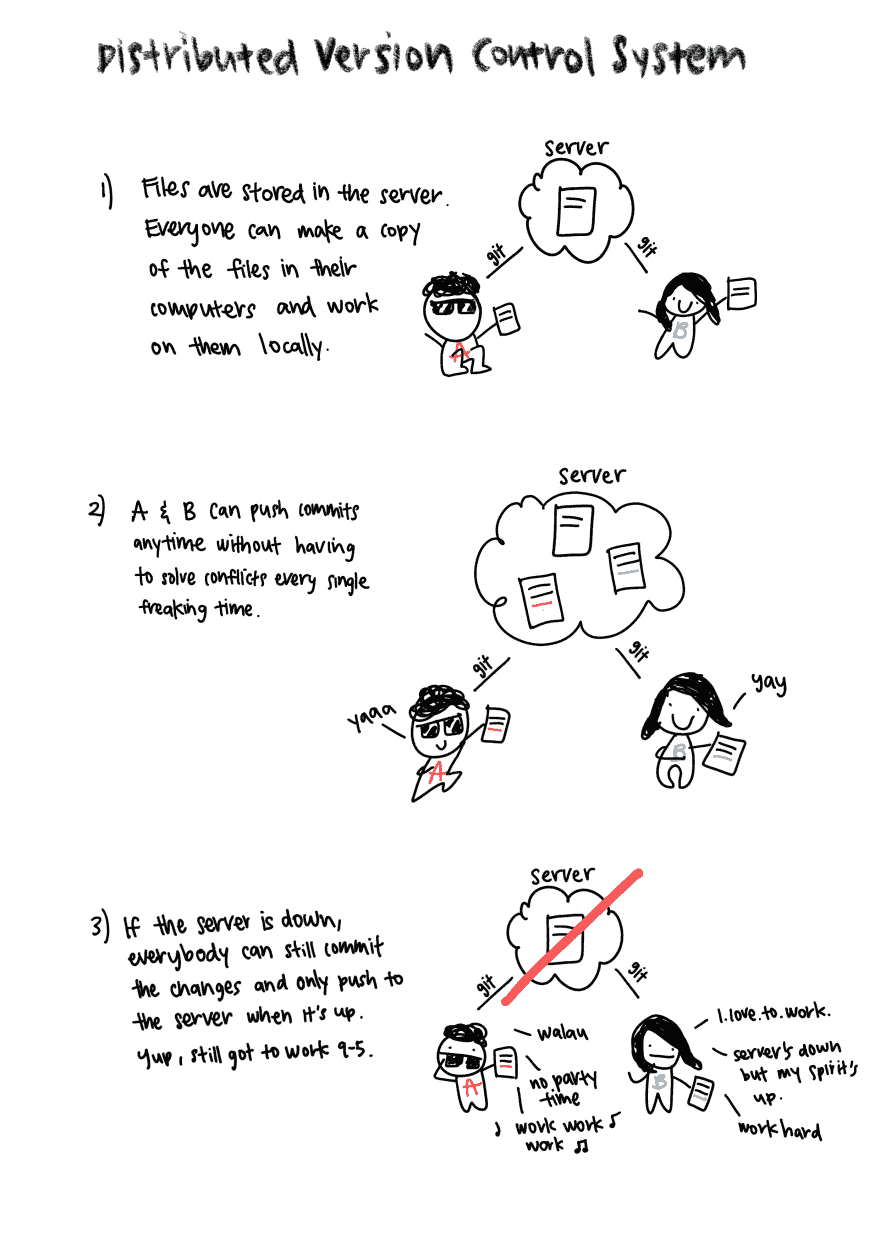 Distributed Version Control System
server
1) Files are stored in the server.
Everyone can make a copy
of the files in their
computers and work
on them locally.
git
git
A
B
server
2) A & B can push commits
anytime without having
to solve conflicts every single
freaking time.
git
git
yaaa
yay
A
B
server
3) If the server is down,
everybody can still commit
the changes and only push to
the server when it's up.
Yup, still got to work 9-5.
git
git
walau
no party
time
♪ work work ♪
work ♫
A
B
I.love.to.work.
server's down
but my spirit's
up.
work hard